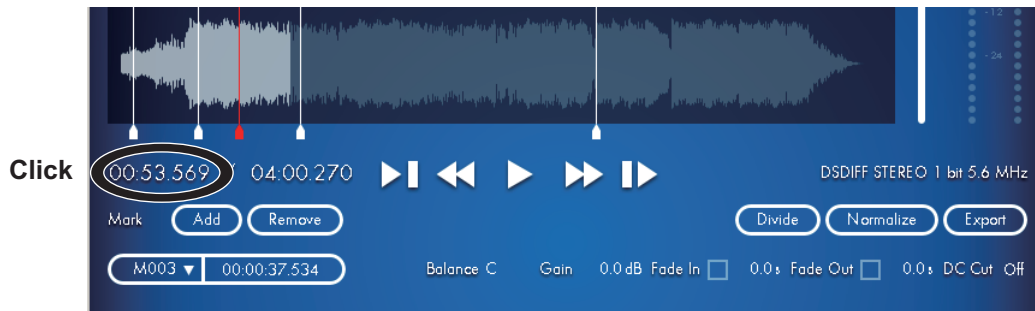 -12
-24
Click 00:53.569 / 04:00.270 DSDIFF STEREO 1 bit 5.6 MHz
Mark Add Remove Divide Normalize Export
M003 ▼ 00:00:37.534 Balance C Gain 0.0 dB Fade In 0.0 s Fade Out 0.0 s DC Cut Off